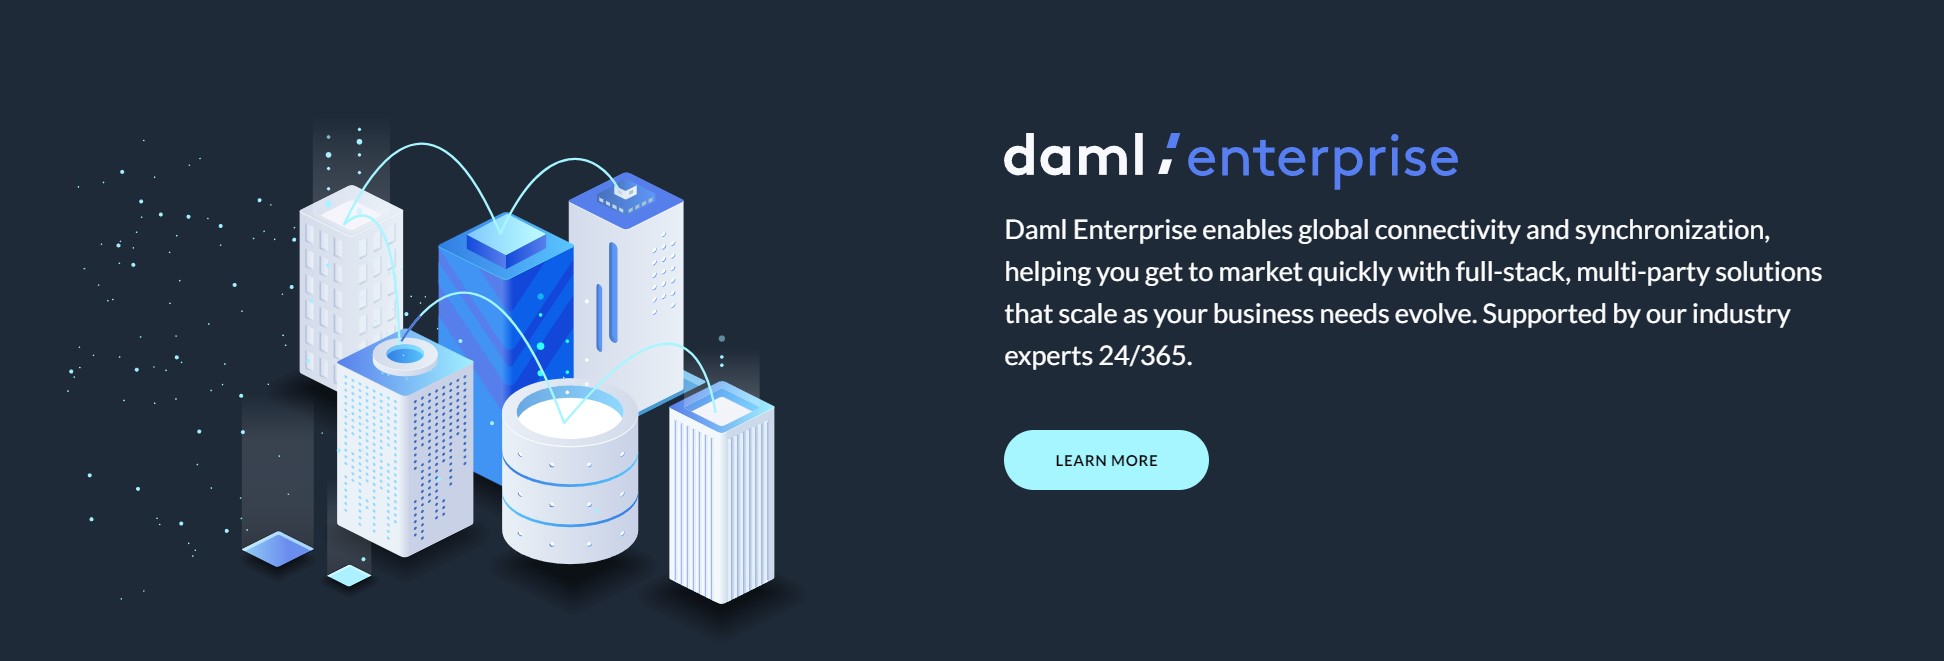 daml enterprise
Daml Enterprise enables global connectivity and synchronization,
helping you get to market quickly with full-stack, multi-party solutions
that scale as your business needs evolve. Supported by our industry
experts 24/365.
LEARN MORE